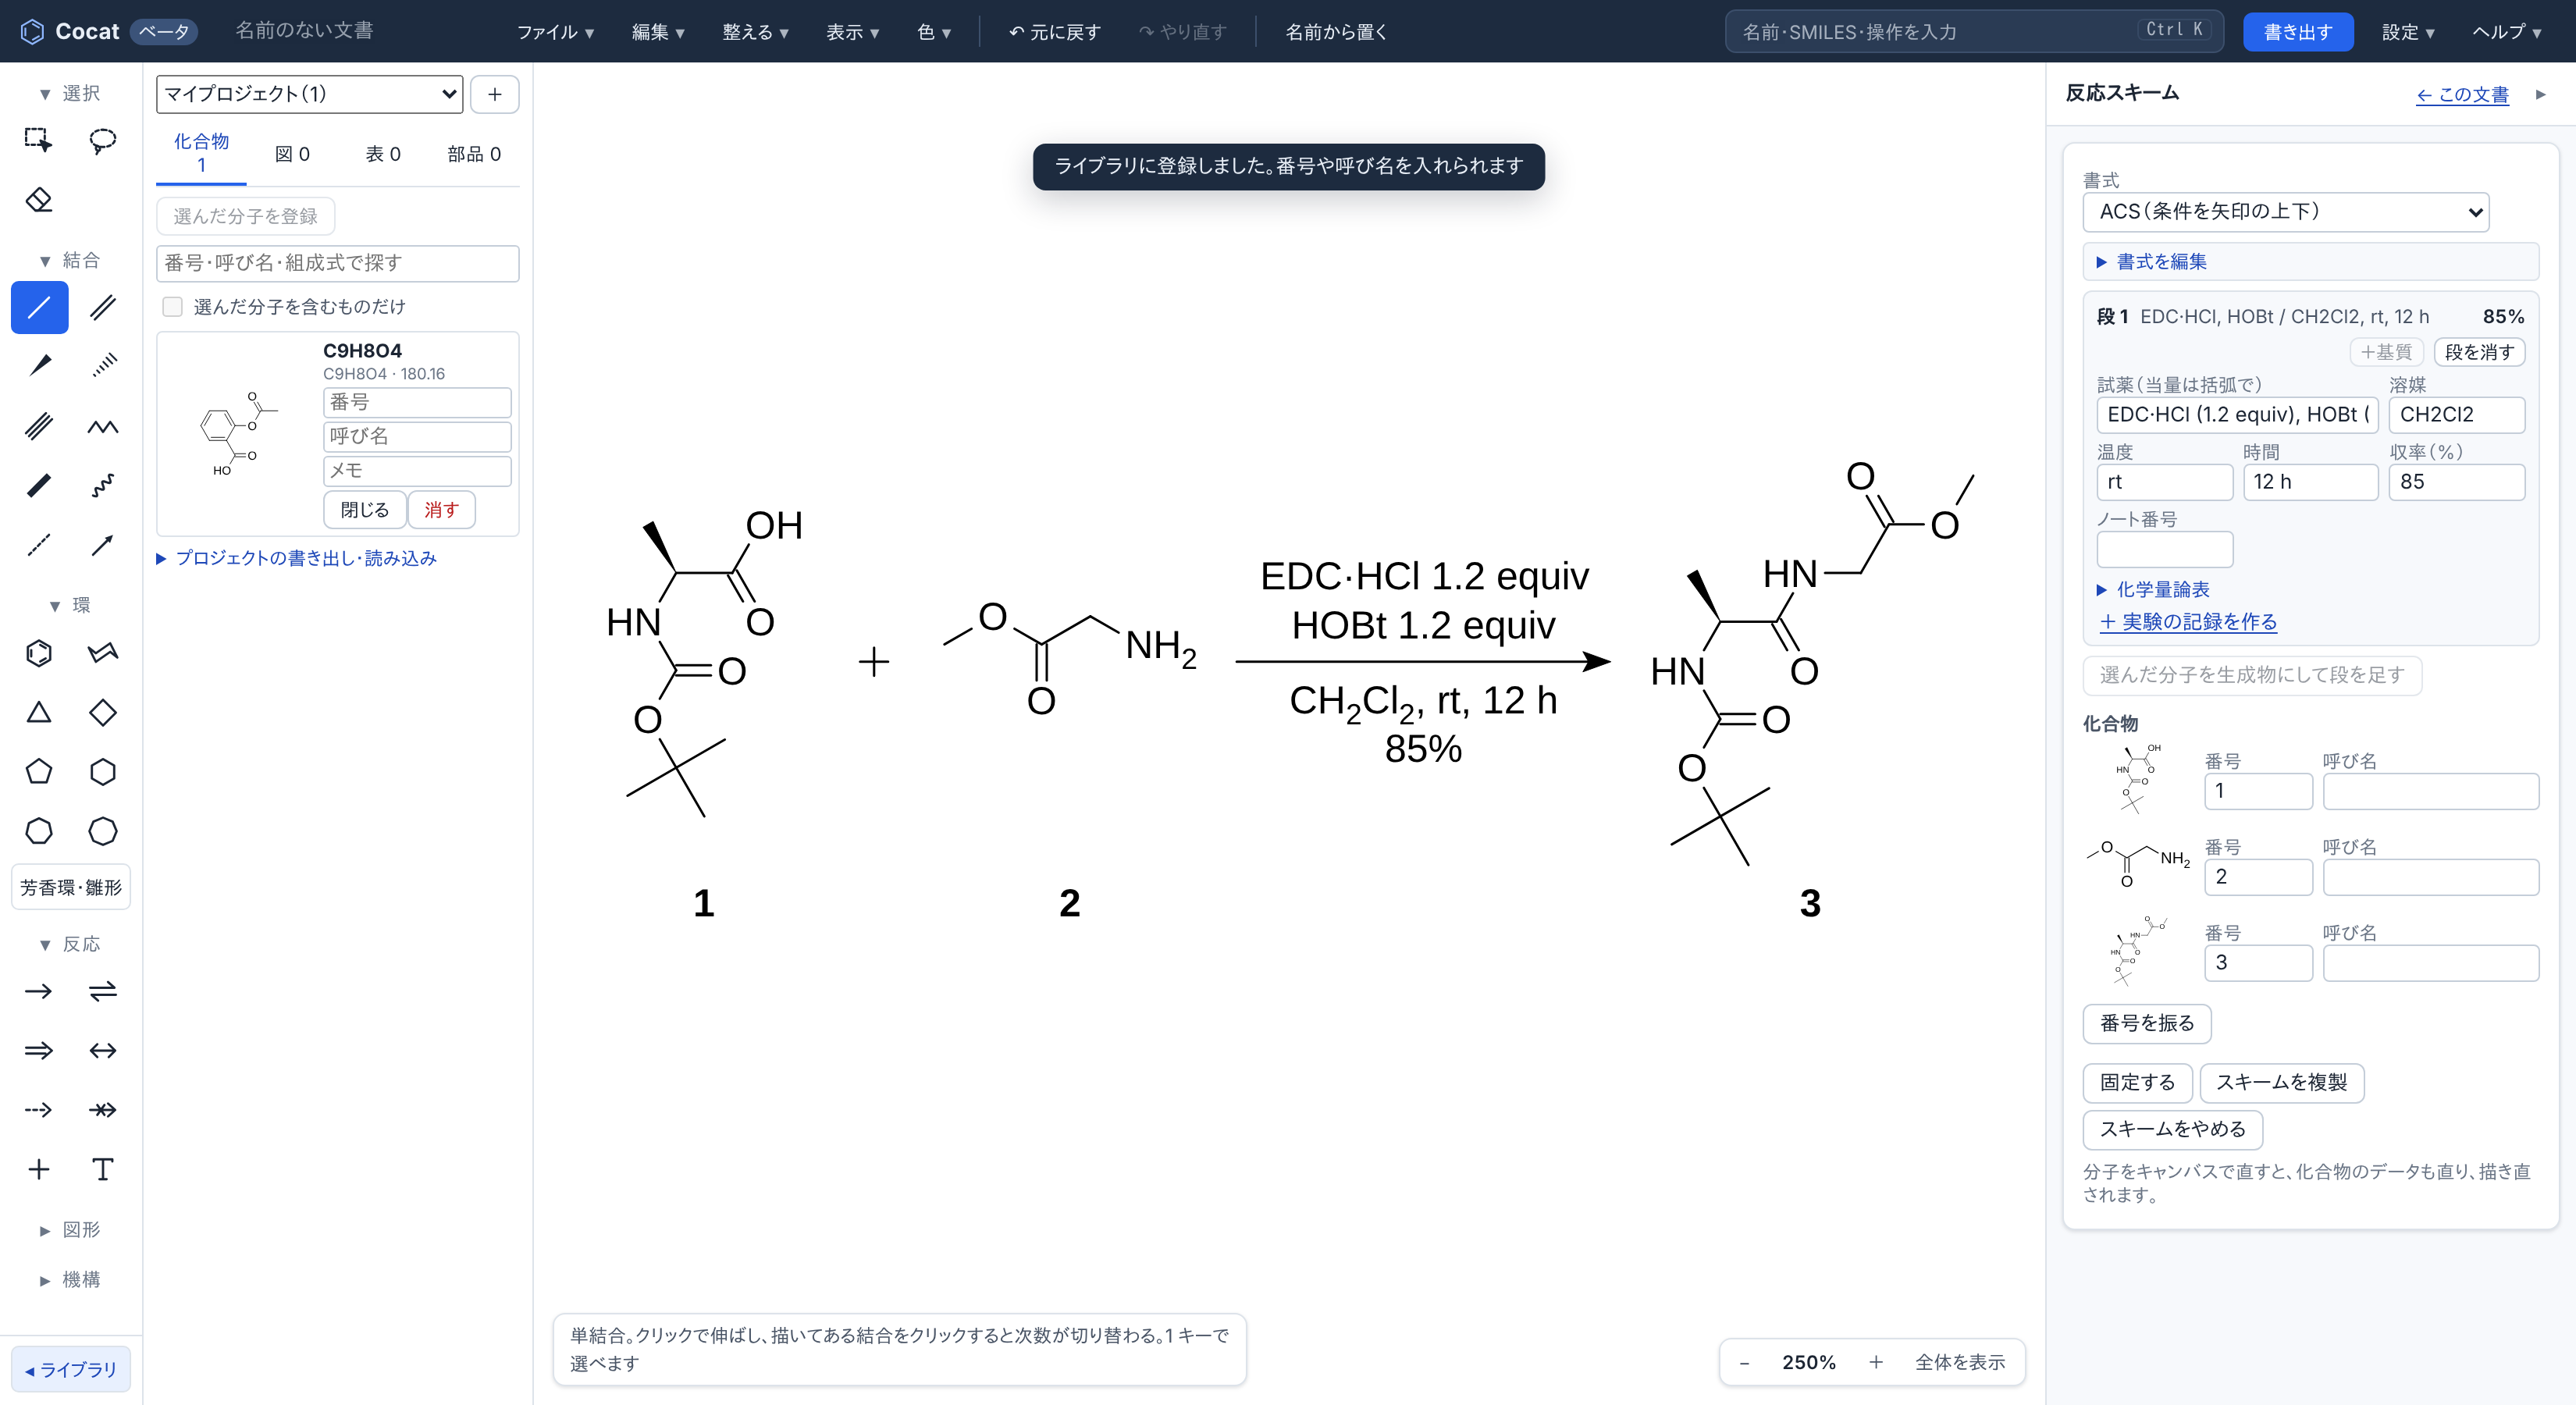 Cocat ベータ 名前のない文書 ファイル ▼ 編集 ▼ 整える ▼ 表示 ▼ 色 ▼ ↶ 元に戻す ↷ やり直す 名前から置く 名前・SMILES・操作を入力 Ctrl K 書き出す 設定 ▼ ヘルプ ▼
▼ 選択
▼ 結合
▼ 環
芳香環・雛形
▼ 反応
T
▶ 図形
▶ 機構
◂ ライブラリ
マイプロジェクト（1） ＋
化合物 1
図 0
表 0
部品 0
選んだ分子を登録
番号・呼び名・組成式で探す
選んだ分子を含むものだけ
O
O
O
HO
C9H8O4
C9H8O4 · 180.16
番号
呼び名
メモ
閉じる 消す
▶ プロジェクトの書き出し・読み込み
ライブラリに登録しました。番号や呼び名を入れられます
OH
HN
O
O
O
1
+
O
NH2
O
2
EDC·HCl 1.2 equiv
HOBt 1.2 equiv
CH2Cl2, rt, 12 h
85%
O
O
HN
HN
O
O
O
3
単結合。クリックで伸ばし、描いてある結合をクリックすると次数が切り替わる。1 キーで
選べます
− 250% ＋ 全体を表示
反応スキーム ← この文書 ▶
書式
ACS（条件を矢印の上下）
▶ 書式を編集
段 1 EDC·HCl, HOBt / CH2Cl2, rt, 12 h 85%
＋基質 段を消す
試薬（当量は括弧で） 溶媒
EDC·HCl (1.2 equiv), HOBt ( CH2Cl2
温度 時間 収率（%）
rt 12 h 85
ノート番号
▶ 化学量論表
＋ 実験の記録を作る
選んだ分子を生成物にして段を足す
化合物
OH
HN
O
O
O
番号 呼び名
1
O
NH2
O
番号 呼び名
2
O
O
HN
HN
O
O
O
番号 呼び名
3
番号を振る
固定する スキームを複製
スキームをやめる
分子をキャンバスで直すと、化合物のデータも直り、描き直
されます。